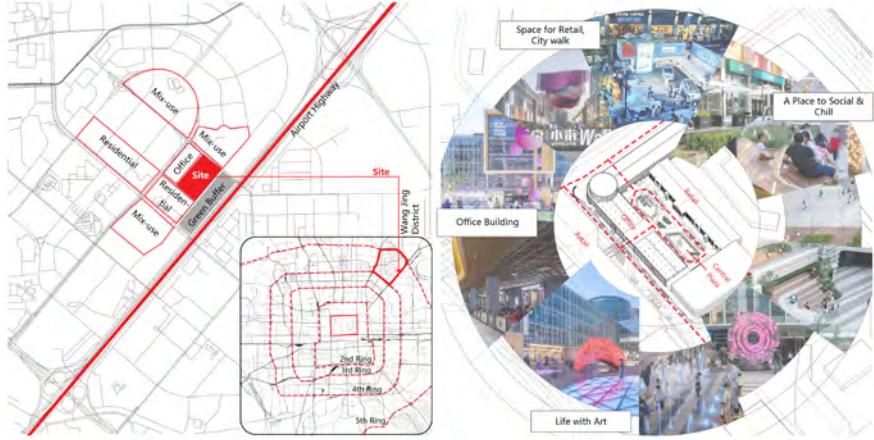 Mix-use
Mix-use
Residential
Office
Site
Residen-
tial
Mix-use
Green Buffer
Airport Highway
Site
Wang Jing
District
2nd Ring
3rd Ring
4th Ring
5th Ring
Space for Retail,
City walk
A Place to Social &
Chill
小街
Office Building
Retail
Office
Retail
Central
Plaza
Life with Art